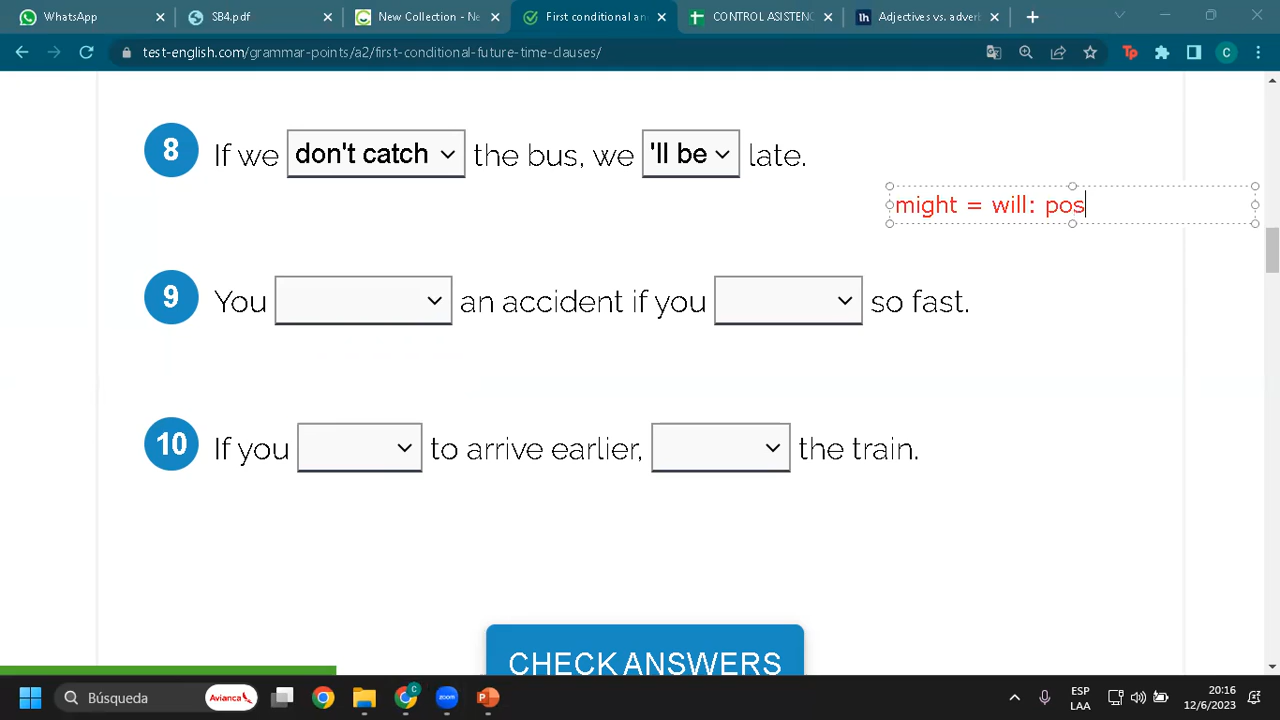 WhatsApp
SB4.pdf
New Collection - Ne
First conditional an
CONTROL ASISTENC
Adjectives vs. adverb
test-english.com/grammar-points/a2/first-conditional-future-time-clauses/
C
8 If we don't catch the bus, we 'll be late.
might = will: pos
9 You an accident if you so fast.
10 If you to arrive earlier, the train.
CHECK ANSWERS
Búsqueda
Avianca
ESP
LAA
20:16
12/6/2023